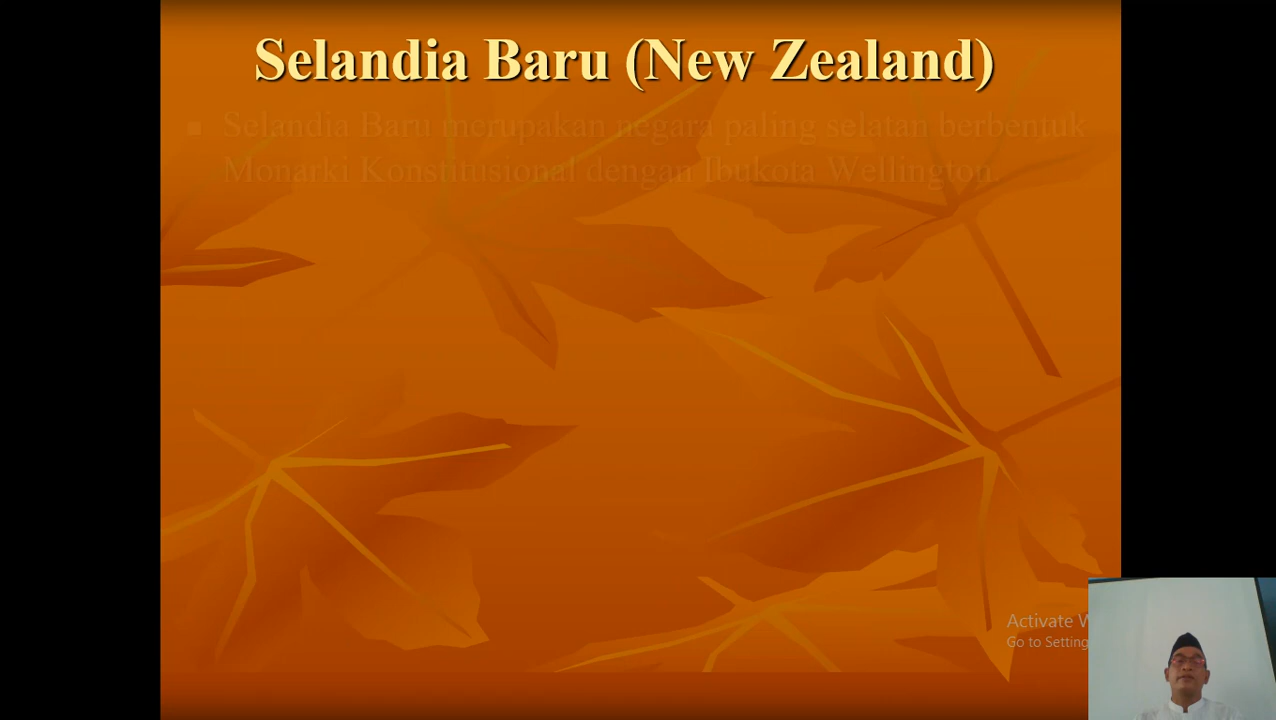 Selandia Baru (New Zealand)
Selandia Baru merupakan negara paling selatan berbentuk
Monarki Konstitusional dengan Ibukota Wellington.
Activate
Go to Setting